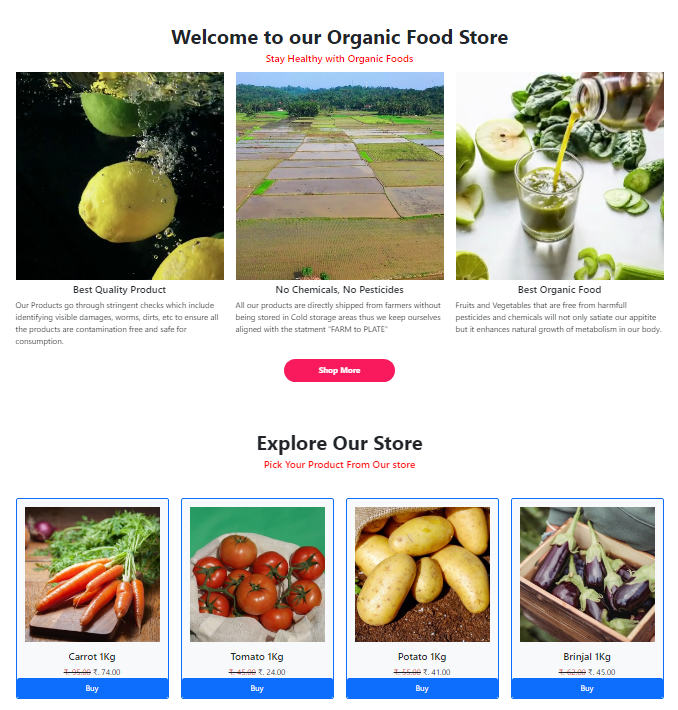 Welcome to our Organic Food Store
Stay Healthy with Organic Foods
Best Quality Product
Our Products go through stringent checks which include
identifying visible damages, worms, dirts, etc to ensure all
the products are contamination free and safe for
consumption.
No Chemicals, No Pesticides
All our products are directly shipped from farmers without
being stored in Cold storage areas thus we keep ourselves
aligned with the statment "FARM to PLATE"
Best Organic Food
Fruits and Vegetables that are free from harmfull
pesticides and chemicals will not only satiate our appitite
but it enhances natural growth of metabolism in our body.
Shop More
Explore Our Store
Pick Your Product From Our store
Carrot 1Kg
₹. 95.00 ₹. 74.00
Buy
Tomato 1Kg
₹. 45.00 ₹. 24.00
Buy
Potato 1Kg
₹. 55.00 ₹. 41.00
Buy
Brinjal 1Kg
₹. 62.00 ₹. 45.00
Buy